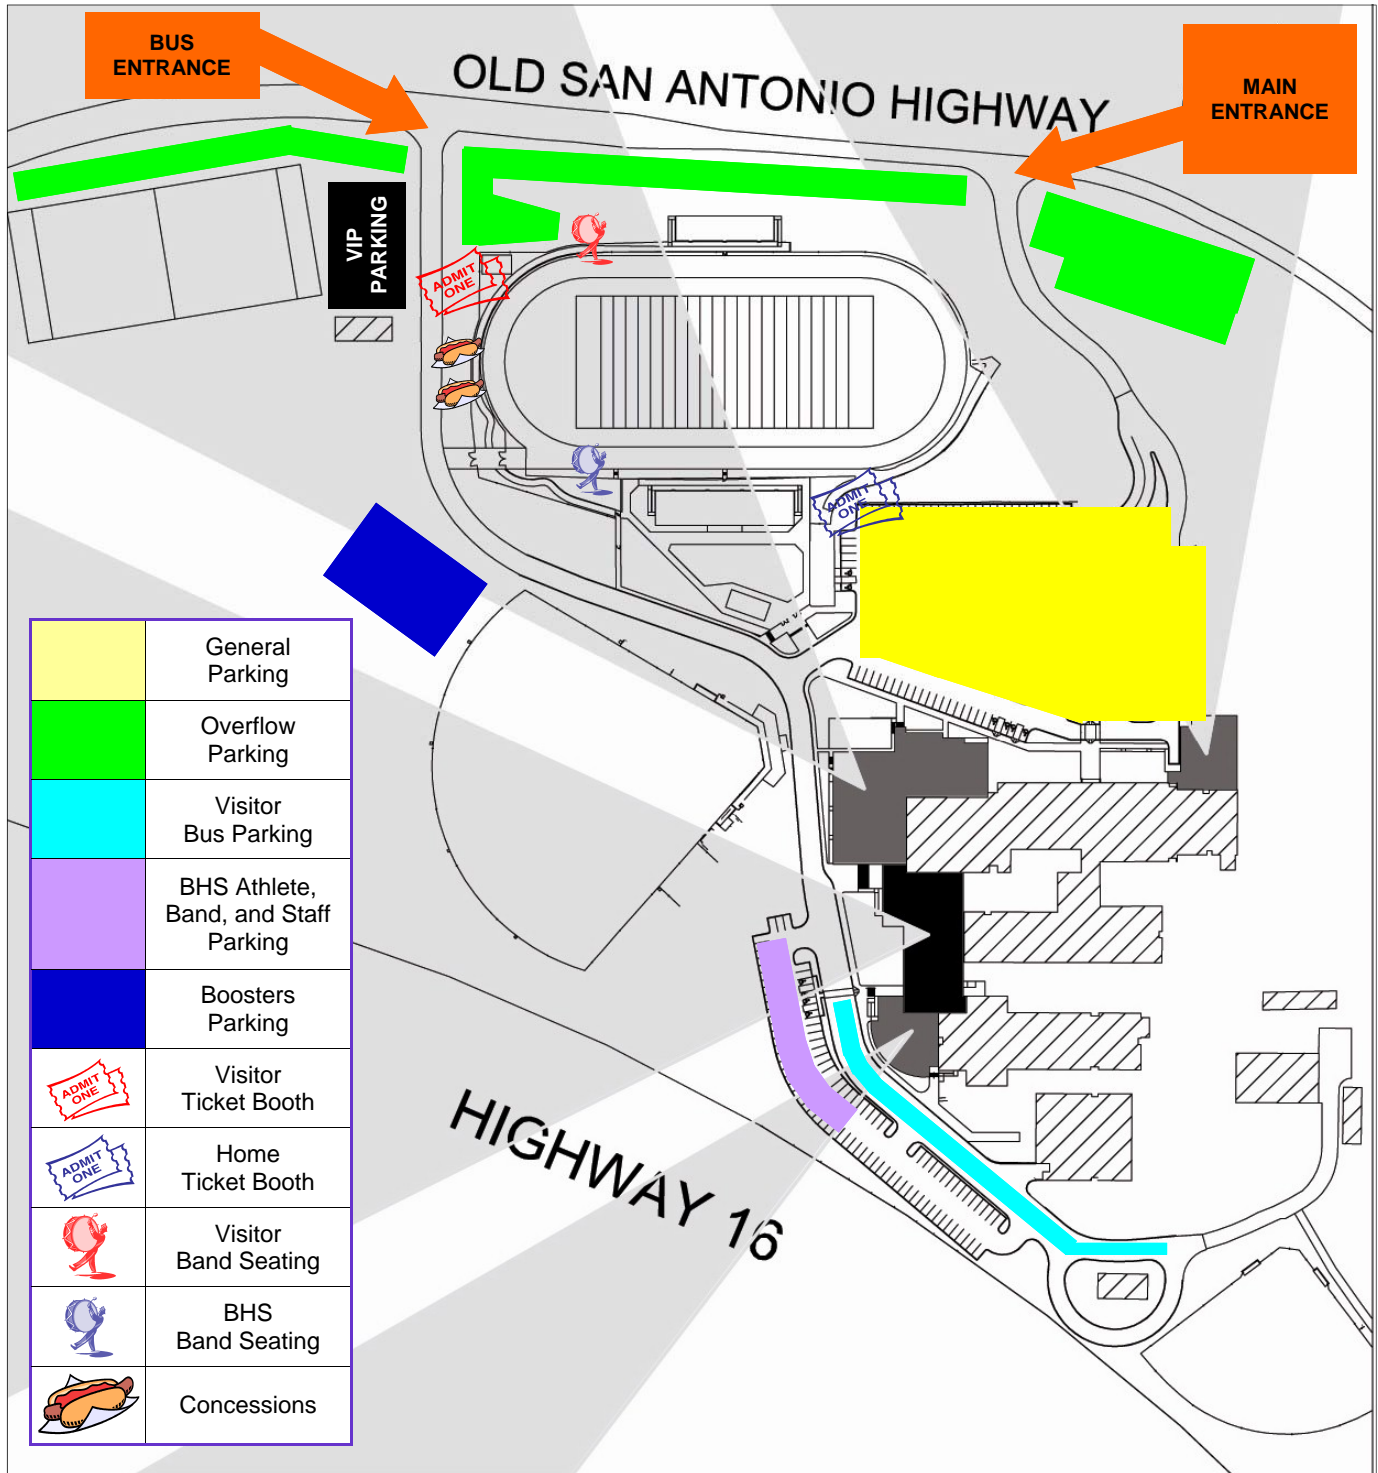 BUS
ENTRANCE
OLD SAN ANTONIO HIGHWAY
MAIN
ENTRANCE
VIP
PARKING
ADMIT
ONE
ADMIT
ONE
General
Parking
Overflow
Parking
Visitor
Bus Parking
BHS Athlete,
Band, and Staff
Parking
Boosters
Parking
ADMIT
ONE
Visitor
Ticket Booth
ADMIT
ONE
Home
Ticket Booth
Visitor
Band Seating
BHS
Band Seating
Concessions
HIGHWAY 16